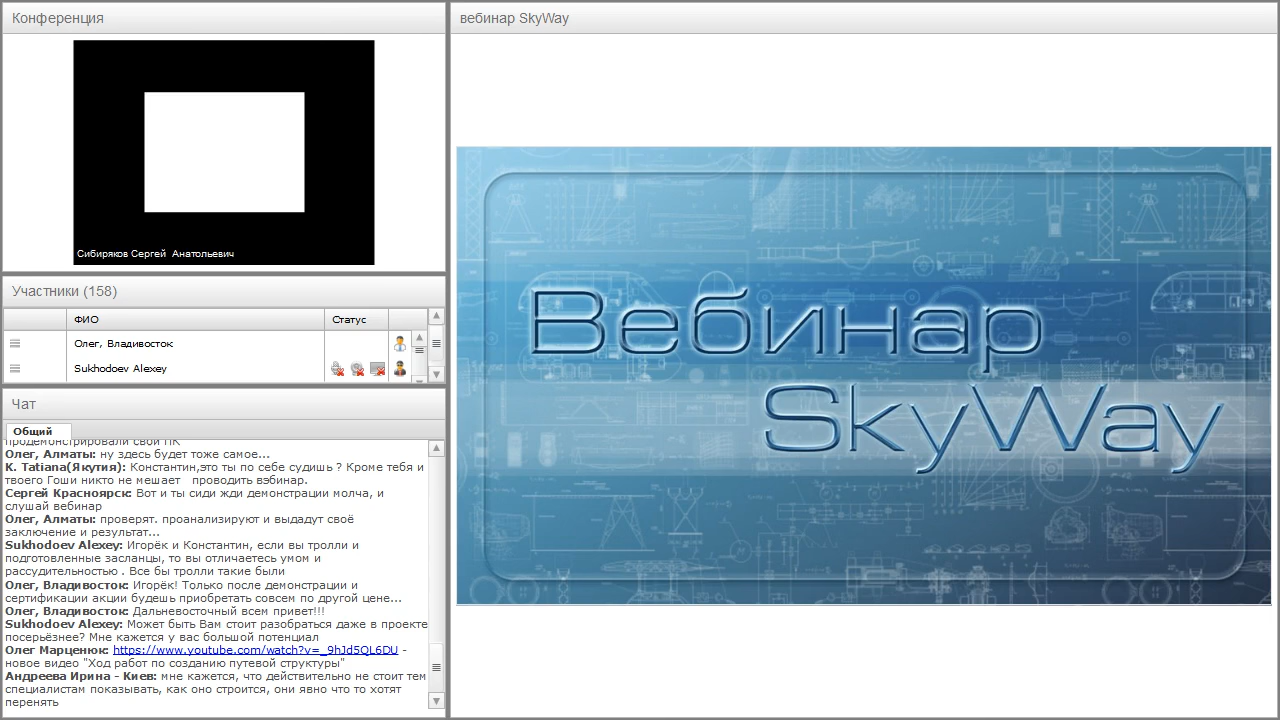 Конференция
Сибиряков Сергей Анатольевич
Участники (158)
ФИО Статус
Олег, Владивосток
Sukhodoev Alexey
Чат
Общий
продемонстрировали свой ПК
Олег, Алматы: ну здесь будет тоже самое...
K. Tatiana(Якутия): Константин,это ты по себе судишь ? Кроме тебя и
твоего Гоши никто не мешает проводить вэбинар.
Сергей Красноярск: Вот и ты сиди жди демонстрации молча, и
слушай вебинар
Олег, Алматы: проверят. проанализируют и выдадут своё
заключение и результат...
Sukhodoev Alexey: Игорёк и Константин, если вы тролли и
подготовленные засланцы, то вы отличаетесь умом и
рассудительностью . Все бы тролли такие были
Олег, Владивосток: Игорёк! Только после демонстрации и
сертификации акции будешь приобретать совсем по другой цене...
Олег, Владивосток: Дальневосточный всем привет!!!
Sukhodoev Alexey: Может быть Вам стоит разобраться даже в проекте
посерьёзнее? Мне кажется у вас большой потенциал
Олег Марценюк: https://www.youtube.com/watch?v=_9hJd5QL6DU -
новое видео "Ход работ по созданию путевой структуры"
Андреева Ирина - Киев: мне кажется, что действительно не стоит тем
специалистам показывать, как оно строится, они явно что то хотят
перенять
вебинар SkyWay
Вебинар
SkyWay